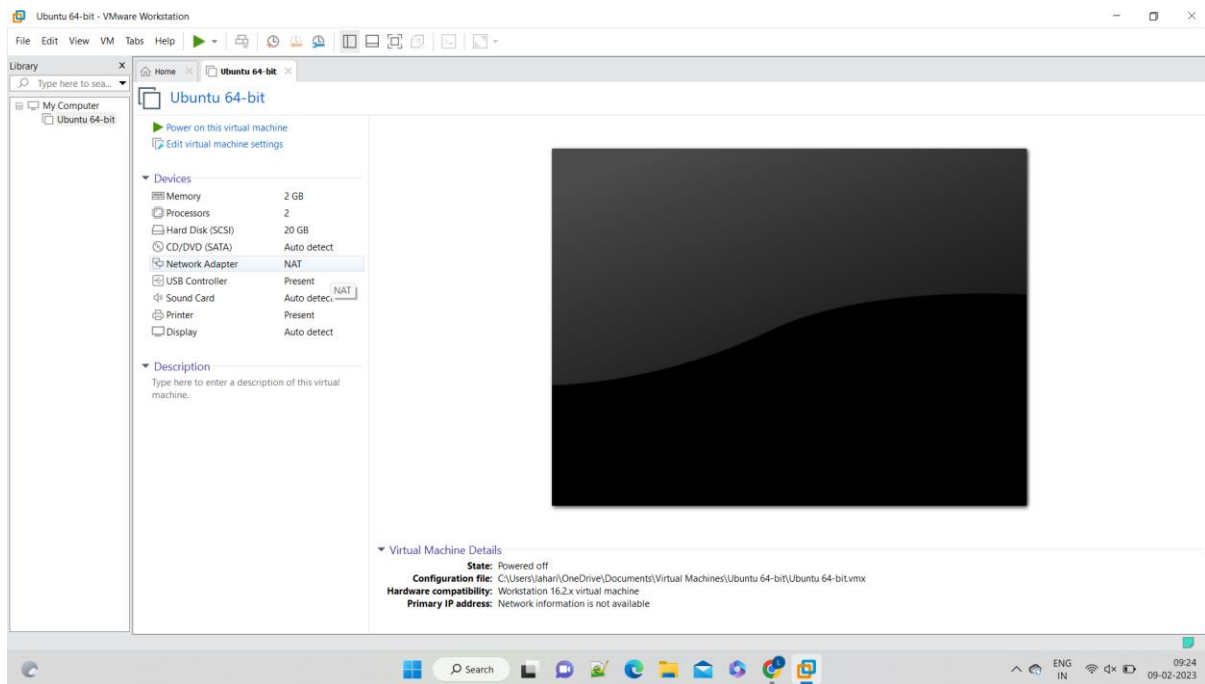 Ubuntu 64-bit - VMware Workstation
File Edit View VM Tabs Help
Library X
Type here to sea...
My Computer
Ubuntu 64-bit
Home
Ubuntu 64-bit
Ubuntu 64-bit
Power on this virtual machine
Edit virtual machine settings
Devices
Memory 2 GB
Processors 2
Hard Disk (SCSI) 20 GB
CD/DVD (SATA) Auto detect
Network Adapter NAT
USB Controller Present
NAT
Sound Card Auto detect
Printer Present
Display Auto detect
Description
Type here to enter a description of this virtual
machine.
Virtual Machine Details
State: Powered off
Configuration file: C:\Users\lahari\OneDrive\Documents\Virtual Machines\Ubuntu 64-bit\Ubuntu 64-bit.vmx
Hardware compatibility: Workstation 16.2.x virtual machine
Primary IP address: Network information is not available
Search
ENG
IN
09:24
09-02-2023